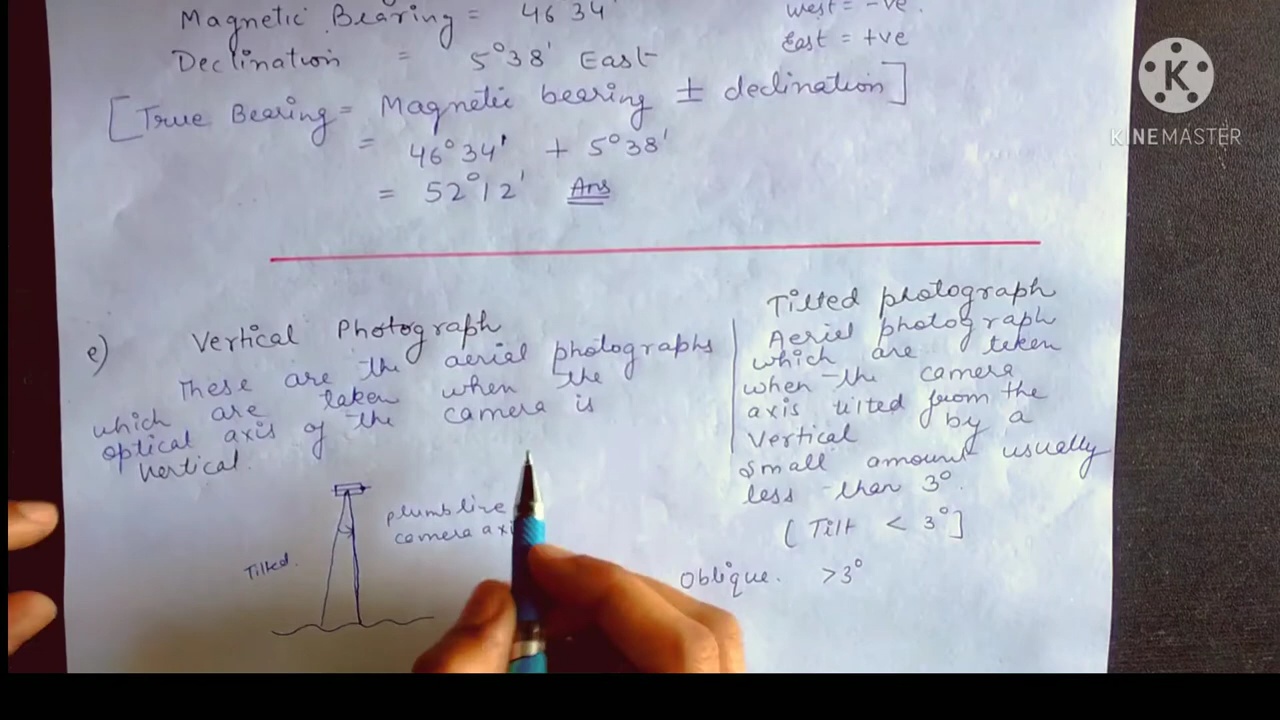 Magnetic Bearing = 46°34'
west = -ve.
Declination = 5°38' East
East = +ve
[True Bearing = Magnetic bearing ± declination]
= 46°34' + 5°38'
= 52°12' Ans
KINEMASTER
e) Vertical Photograph
These are the aerial photographs
which are taken when the
optical axis of the camera is
vertical.
Tilted photograph
Aerial photograph
which are taken
when the camera
axis tilted from the
Vertical by a
small amount usually
less than 3°.
(Tilt < 3°]
plumb line
camera axi
Tilted.
Oblique. >3°